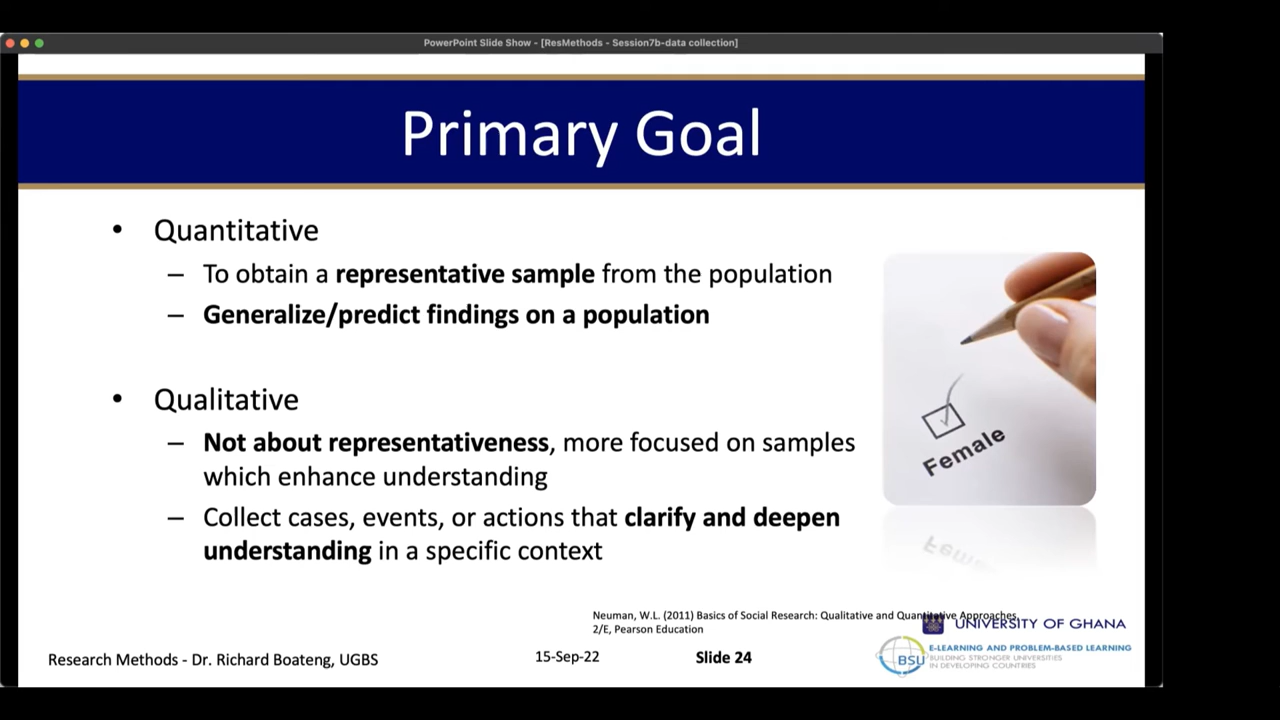 PowerPoint Slide Show - [ResMethods - Session7b-data collection]
Primary Goal
• Quantitative
– To obtain a representative sample from the population
– Generalize/predict findings on a population
• Qualitative
– Not about representativeness, more focused on samples
which enhance understanding
– Collect cases, events, or actions that clarify and deepen
understanding in a specific context
Female
Neuman, W.L. (2011) Basics of Social Research: Qualitative and Quantitative Approaches,
2/E, Pearson Education
UNIVERSITY OF GHANA
Research Methods - Dr. Richard Boateng, UGBS
15-Sep-22
Slide 24
BSU
E-LEARNING AND PROBLEM-BASED LEARNING
BUILDING STRONGER UNIVERSITIES
IN DEVELOPING COUNTRIES